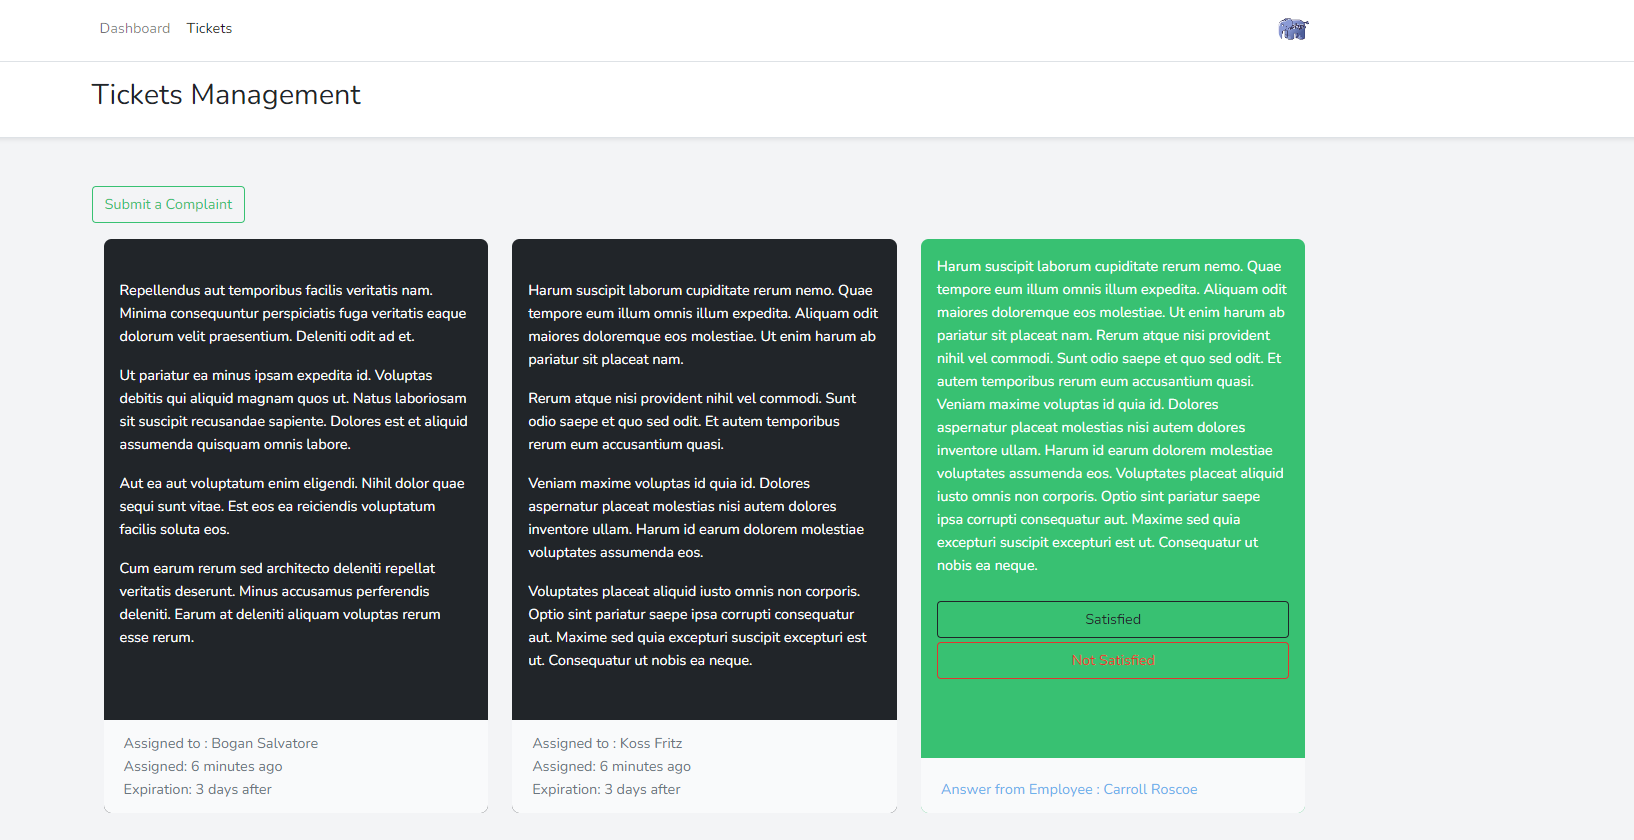 Dashboard Tickets
Tickets Management
Submit a Complaint
Repellendus aut temporibus facilis veritatis nam.
Minima consequuntur perspiciatis fuga veritatis eaque
dolorum velit praesentium. Deleniti odit ad et.
Ut pariatur ea minus ipsam expedita id. Voluptas
debitis qui aliquid magnam quos ut. Natus laboriosam
sit suscipit recusandae sapiente. Dolores est et aliquid
assumenda quisquam omnis labore.
Aut ea aut voluptatum enim eligendi. Nihil dolor quae
sequi sunt vitae. Est eos ea reiciendis voluptatum
facilis soluta eos.
Cum earum rerum sed architecto deleniti repellat
veritatis deserunt. Minus accusamus perferendis
deleniti. Earum at deleniti aliquam voluptas rerum
esse rerum.
Assigned to : Bogan Salvatore
Assigned: 6 minutes ago
Expiration: 3 days after
Harum suscipit laborum cupiditate rerum nemo. Quae
tempore eum illum omnis illum expedita. Aliquam odit
maiores doloremque eos molestiae. Ut enim harum ab
pariatur sit placeat nam.
Rerum atque nisi provident nihil vel commodi. Sunt
odio saepe et quo sed odit. Et autem temporibus
rerum eum accusantium quasi.
Veniam maxime voluptas id quia id. Dolores
aspernatur placeat molestias nisi autem dolores
inventore ullam. Harum id earum dolorem molestiae
voluptates assumenda eos.
Voluptates placeat aliquid iusto omnis non corporis.
Optio sint pariatur saepe ipsa corrupti consequatur
aut. Maxime sed quia excepturi suscipit excepturi est
ut. Consequatur ut nobis ea neque.
Assigned to : Koss Fritz
Assigned: 6 minutes ago
Expiration: 3 days after
Harum suscipit laborum cupiditate rerum nemo. Quae
tempore eum illum omnis illum expedita. Aliquam odit
maiores doloremque eos molestiae. Ut enim harum ab
pariatur sit placeat nam. Rerum atque nisi provident
nihil vel commodi. Sunt odio saepe et quo sed odit. Et
autem temporibus rerum eum accusantium quasi.
Veniam maxime voluptas id quia id. Dolores
aspernatur placeat molestias nisi autem dolores
inventore ullam. Harum id earum dolorem molestiae
voluptates assumenda eos. Voluptates placeat aliquid
iusto omnis non corporis. Optio sint pariatur saepe
ipsa corrupti consequatur aut. Maxime sed quia
excepturi suscipit excepturi est ut. Consequatur ut
nobis ea neque.
Satisfied
Not Satisfied
Answer from Employee : Carroll Roscoe